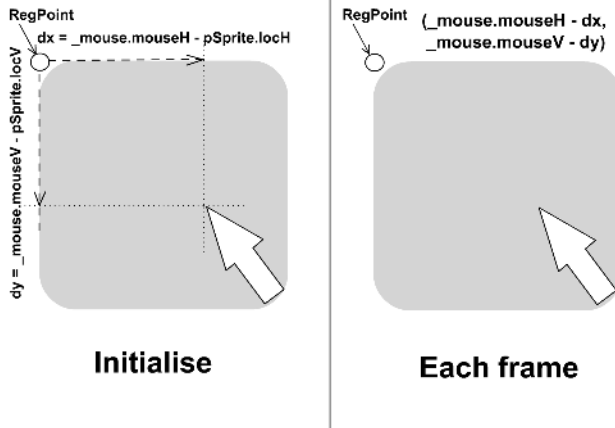 RegPoint
dx = _mouse.mouseH - pSprite.locH
dy = _mouse.mouseV - pSprite.locV
Initialise
RegPoint
(_mouse.mouseH - dx,
_mouse.mouseV - dy)
Each frame